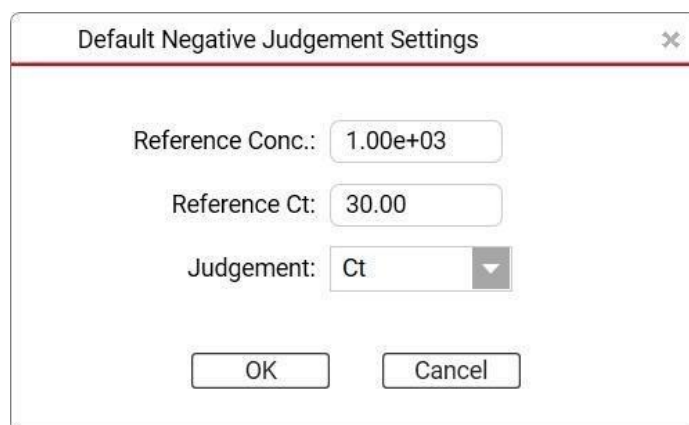 Default Negative Judgement Settings
Reference Conc.: 1.00e+03
Reference Ct: 30.00
Judgement: Ct
OK Cancel